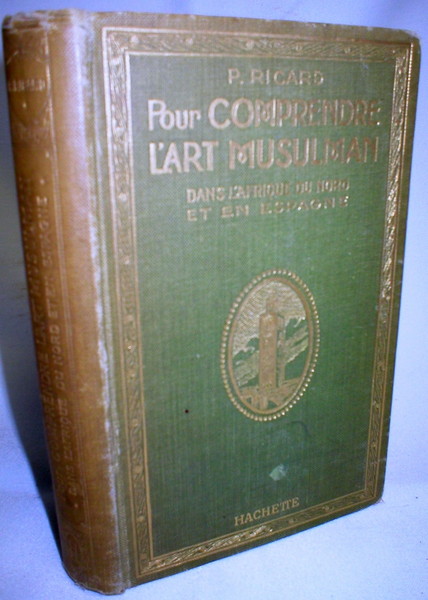 P. RICARD
Pour COMPRENDRE
L'ART MUSULMAN
DANS L'AFRIQUE DU NORD
ET EN ESPAGNE
HACHETTE